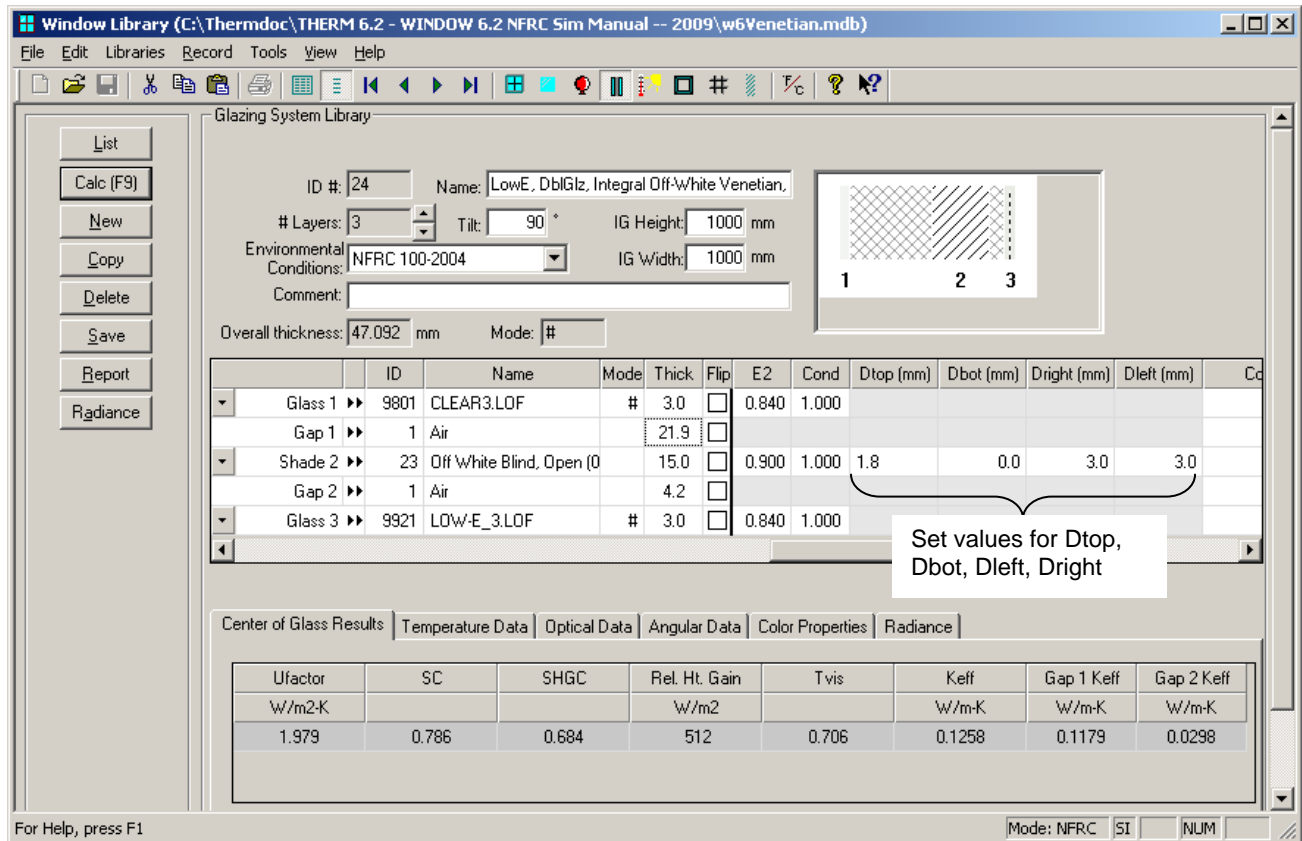 Window Library (C:\Thermdoc\THERM 6.2 - WINDOW 6.2 NFRC Sim Manual -- 2009\w6Venetian.mdb)
File Edit Libraries Record Tools View Help
Glazing System Library
List
Calc (F9)
New
Copy
Delete
Save
Report
Radiance
ID #: 24 Name: LowE, DblGlz, Integral Off-White Venetian,
# Layers: 3 Tilt: 90 ° IG Height: 1000 mm
Environmental Conditions: NFRC 100-2004 IG Width: 1000 mm
Comment:
Overall thickness: 47.092 mm Mode: #
1 2 3
ID Name Mode Thick Flip E2 Cond Dtop (mm) Dbot (mm) Dright (mm) Dleft (mm) Co
Glass 1 9801 CLEAR3.LOF # 3.0 0.840 1.000
Gap 1 1 Air 21.9
Shade 2 23 Off White Blind, Open (0 15.0 0.900 1.000 1.8 0.0 3.0 3.0
Gap 2 1 Air 4.2
Glass 3 9921 LOW-E_3.LOF # 3.0 0.840 1.000
Set values for Dtop,
Dbot, Dleft, Dright
Center of Glass Results Temperature Data Optical Data Angular Data Color Properties Radiance
Ufactor SC SHGC Rel. Ht. Gain Tvis Keff Gap 1 Keff Gap 2 Keff
W/m2-K W/m2 W/m-K W/m-K W/m-K
1.979 0.786 0.684 512 0.706 0.1258 0.1179 0.0298
For Help, press F1 Mode: NFRC SI NUM